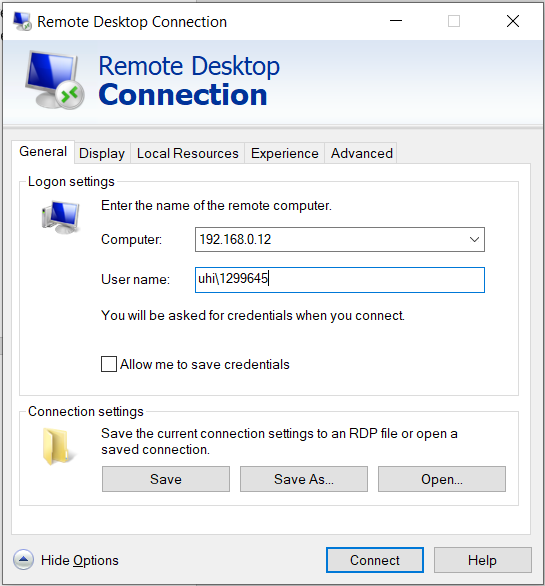 Remote Desktop Connection
Remote Desktop
Connection
General Display Local Resources Experience Advanced
Logon settings
Enter the name of the remote computer.
Computer: 192.168.0.12
User name: uhi\1299645
You will be asked for credentials when you connect.
Allow me to save credentials
Connection settings
Save the current connection settings to an RDP file or open a
saved connection.
Save Save As... Open...
Hide Options Connect Help